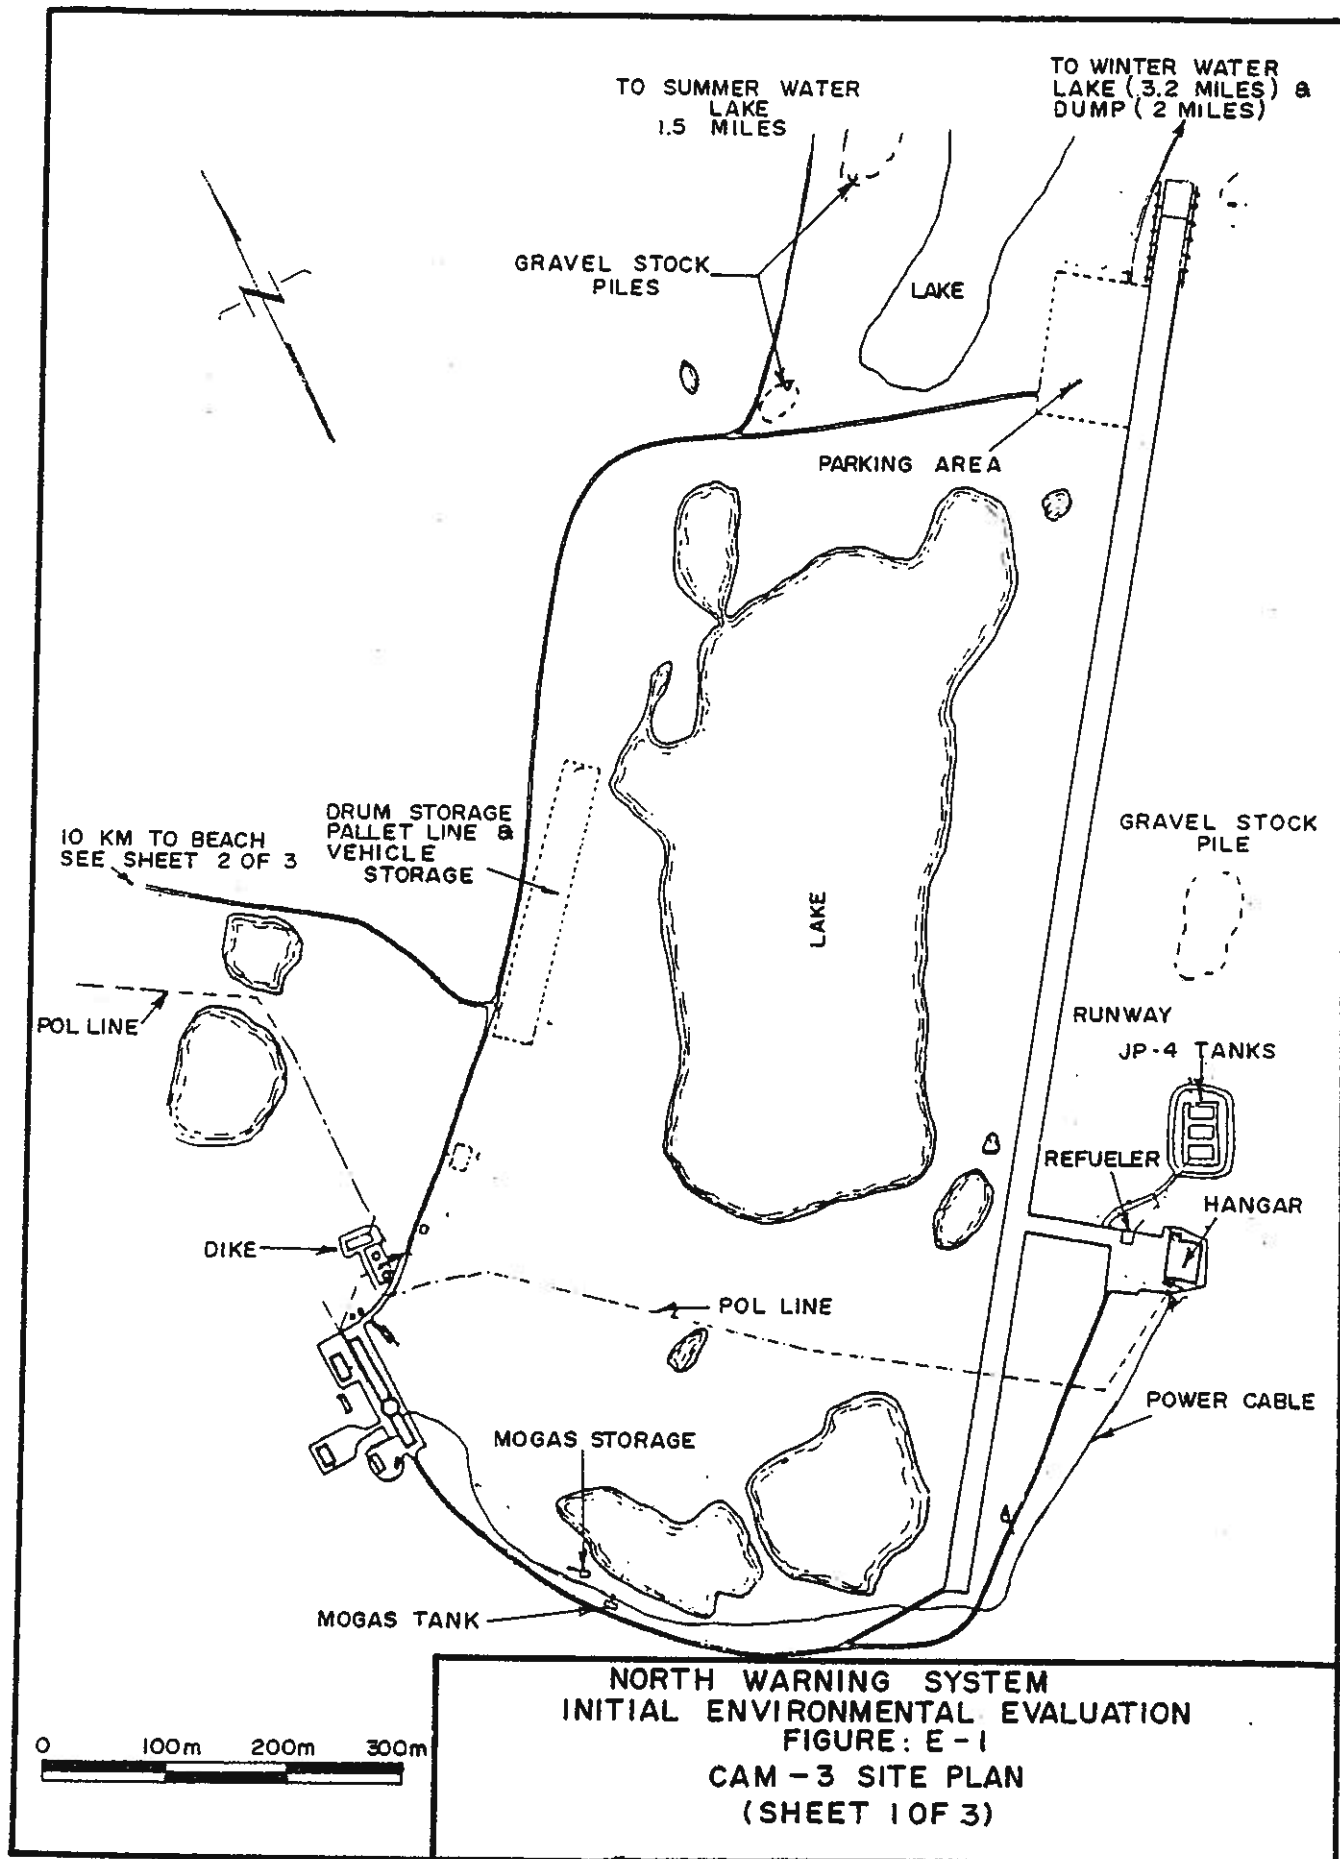 TO SUMMER WATER
LAKE
1.5 MILES
TO WINTER WATER
LAKE (3.2 MILES) &
DUMP (2 MILES)
GRAVEL STOCK
PILES
LAKE
PARKING AREA
DRUM STORAGE
PALLET LINE &
VEHICLE
STORAGE
10 KM TO BEACH
SEE SHEET 2 OF 3
GRAVEL STOCK
PILE
LAKE
POL LINE
RUNWAY
JP-4 TANKS
REFUELER
HANGAR
DIKE
POL LINE
POWER CABLE
MOGAS STORAGE
MOGAS TANK
NORTH WARNING SYSTEM
INITIAL ENVIRONMENTAL EVALUATION
FIGURE: E-1
CAM-3 SITE PLAN
(SHEET 1 OF 3)
0 100m 200m 300m